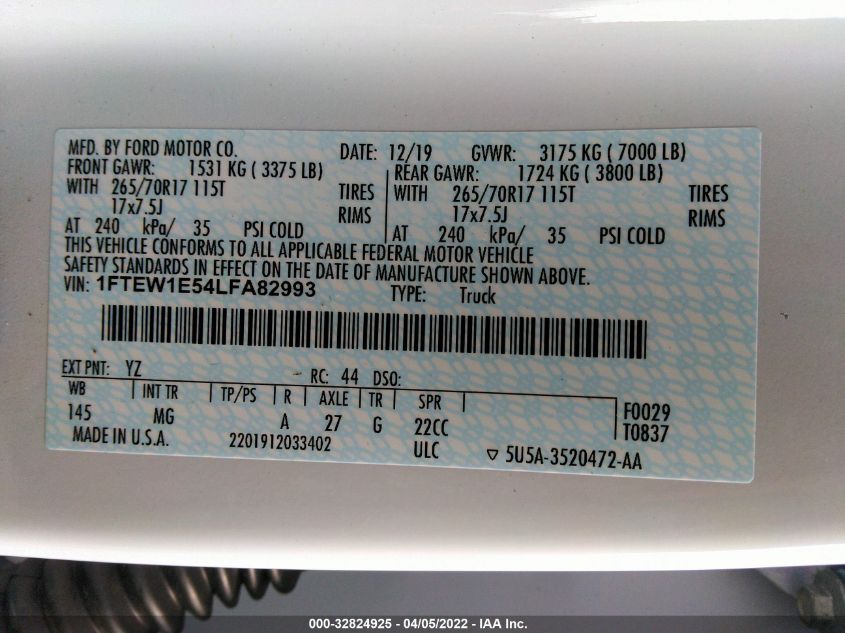 MFD. BY FORD MOTOR CO. DATE: 12/19 GVWR: 3175 KG ( 7000 LB)
FRONT GAWR: 1531 KG ( 3375 LB) REAR GAWR: 1724 KG ( 3800 LB)
WITH 265/70R17 115T TIRES WITH 265/70R17 115T TIRES
17x7.5J RIMS 17x7.5J RIMS
AT 240 kPa/ 35 PSI COLD AT 240 kPa/ 35 PSI COLD
THIS VEHICLE CONFORMS TO ALL APPLICABLE FEDERAL MOTOR VEHICLE
SAFETY STANDARDS IN EFFECT ON THE DATE OF MANUFACTURE SHOWN ABOVE.
VIN: 1FTEW1E54LFA82993 TYPE: Truck
EXT PNT: YZ RC: 44 DSO:
WB INT TR TP/PS R AXLE TR SPR F0029
145 MG A 27 G 22CC T0837
MADE IN U.S.A. 2201912033402 ULC ▽ 5U5A-3520472-AA
000-32824925 - 04/05/2022 - IAA Inc.